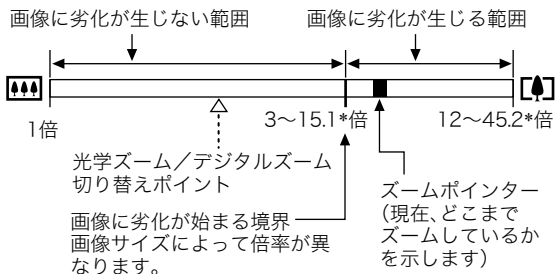 画像に劣化が生じない範囲
画像に劣化が生じる範囲
1倍
3～15.1*倍
12～45.2*倍
光学ズーム／デジタルズーム
切り替えポイント
画像に劣化が始まる境界
画像サイズによって倍率が異
なります。
ズームポインター
（現在、どこまで
ズームしているか
を示します）